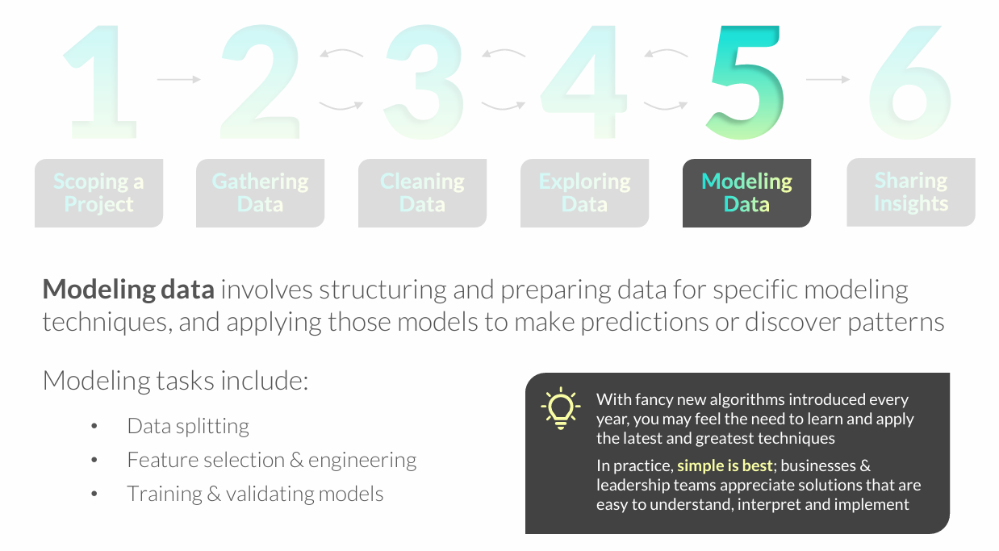 1 2 3 4 5 6
Scoping a
Project
Gathering
Data
Cleaning
Data
Exploring
Data
Modeling
Data
Sharing
Insights
Modeling data involves structuring and preparing data for specific modeling
techniques, and applying those models to make predictions or discover patterns
Modeling tasks include:
• Data splitting
• Feature selection & engineering
• Training & validating models
With fancy new algorithms introduced every
year, you may feel the need to learn and apply
the latest and greatest techniques
In practice, simple is best; businesses &
leadership teams appreciate solutions that are
easy to understand, interpret and implement